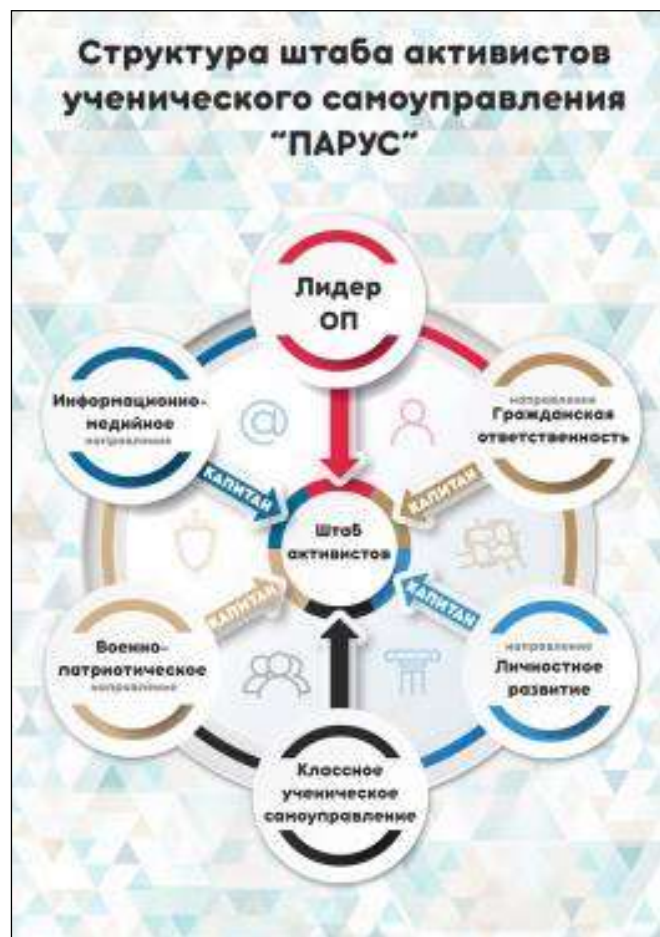 Структура штаба активистов
ученического самоуправления
“ПАРУС”
Лидер
ОП
Информационно-
медийное
направление
направление
Гражданская
ответственность
КАПИТАН
КАПИТАН
Штаб
активистов
КАПИТАН
КАПИТАН
Военно-
патриотическое
направление
направление
Личностное
развитие
Классное
ученическое
самоуправление